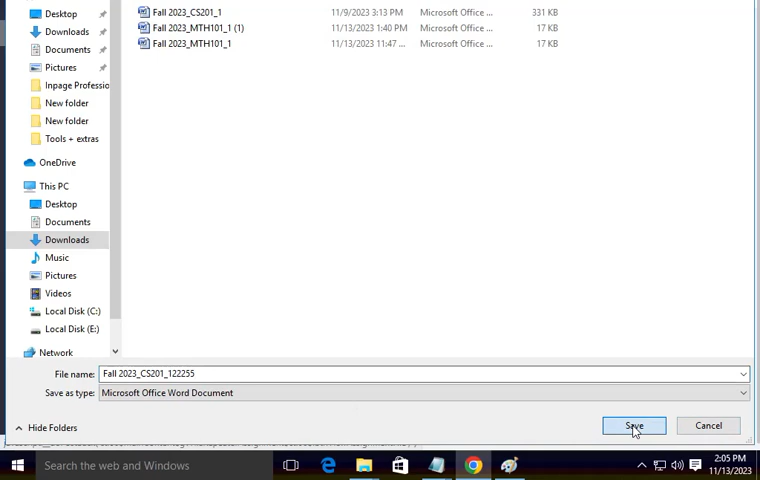 Desktop
Fall 2023_CS201_1 11/9/2023 3:13 PM Microsoft Office ... 331 KB
Downloads
Fall 2023_MTH101_1 (1) 11/13/2023 1:40 PM Microsoft Office ... 17 KB
Documents
Fall 2023_MTH101_1 11/13/2023 11:47 ... Microsoft Office ... 17 KB
Pictures
Inpage Professio
New folder
New folder
Tools + extras
OneDrive
This PC
Desktop
Documents
Downloads
Music
Pictures
Videos
Local Disk (C:)
Local Disk (E:)
Network
File name: Fall 2023_CS201_122255
Save as type: Microsoft Office Word Document
Hide Folders Save Cancel
Search the web and Windows
2:05 PM
11/13/2023